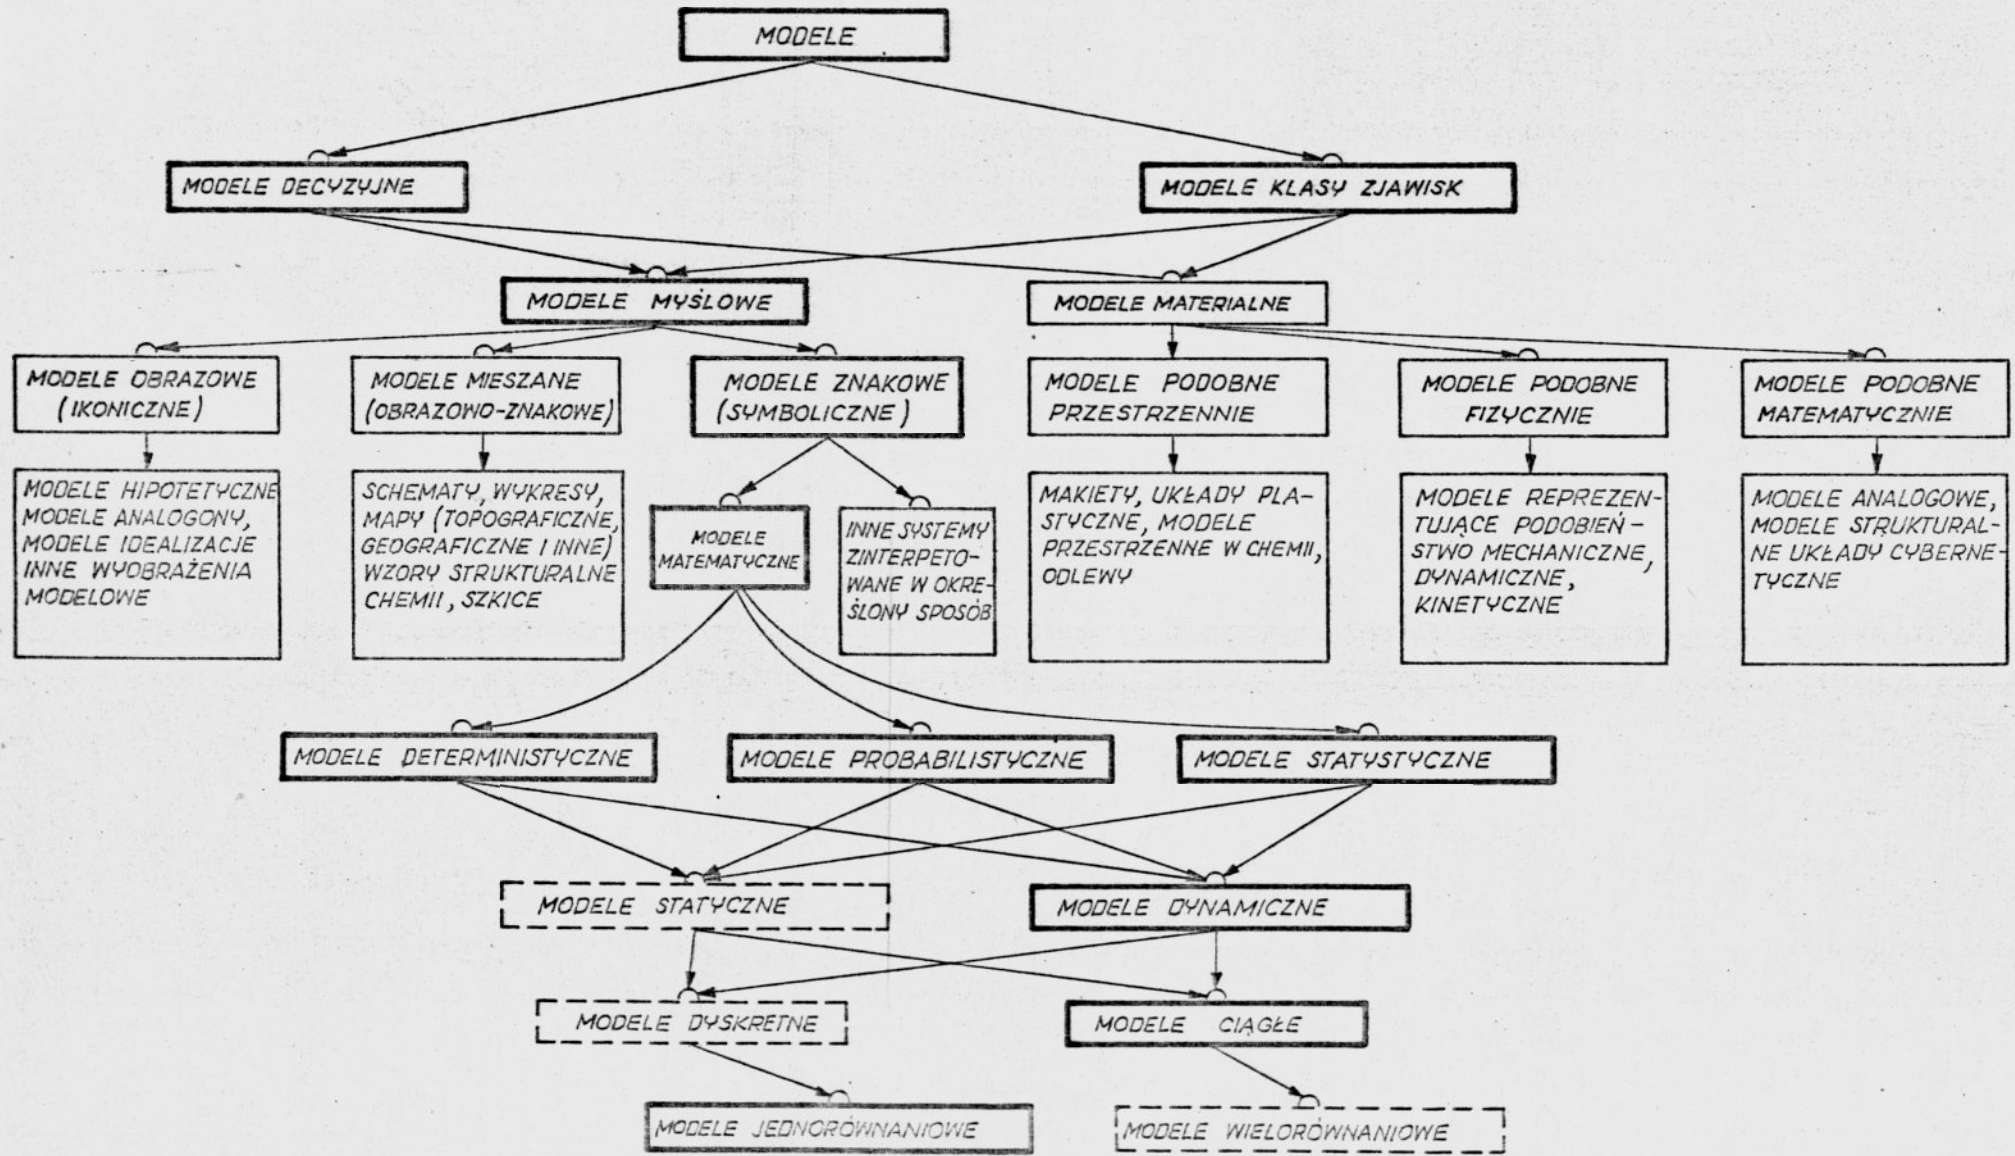 MODELE
MODELE DECYZYJNE
MODELE KLASY ZJAWISK
MODELE MYŚLOWE
MODELE MATERIALNE
MODELE OBRAZOWE
(IKONICZNE)
MODELE MIESZANE
(OBRAZOWO-ZNAKOWE)
MODELE ZNAKOWE
(SYMBOLICZNE)
MODELE PODOBNE
PRZESTRZENNIE
MODELE PODOBNE
FIZYCZNIE
MODELE PODOBNE
MATEMATYCZNIE
MODELE HIPOTETYCZNE
MODELE ANALOGONY,
MODELE IDEALIZACJE
INNE WYOBRAŻENIA
MODELOWE
SCHEMATY, WYKRESY,
MAPY (TOPOGRAFICZNE,
GEOGRAFICZNE I INNE)
WZORY STRUKTURALNE
CHEMII, SZKICE
MODELE
MATEMATYCZNE
INNE SYSTEMY
ZINTERPETO-
WANE W OKRE-
ŚLONY SPOSÓB
MAKIETY, UKŁADY PLA-
STYCZNE, MODELE
PRZESTRZENNE W CHEMII,
ODLEWY
MODELE REPREZEN-
TUJĄCE PODOBIEŃ-
STWO MECHANICZNE,
DYNAMICZNE,
KINETYCZNE
MODELE ANALOGOWE,
MODELE STRUKTURAL-
NE UKŁADY CYBERNE-
TYCZNE
MODELE DETERMINISTYCZNE
MODELE PROBABILISTYCZNE
MODELE STATYSTYCZNE
MODELE STATYCZNE
MODELE DYNAMICZNE
MODELE DYSKRETNE
MODELE CIĄGŁE
MODELE JEDNORÓWNANIOWE
MODELE WIELORÓWNANIOWE